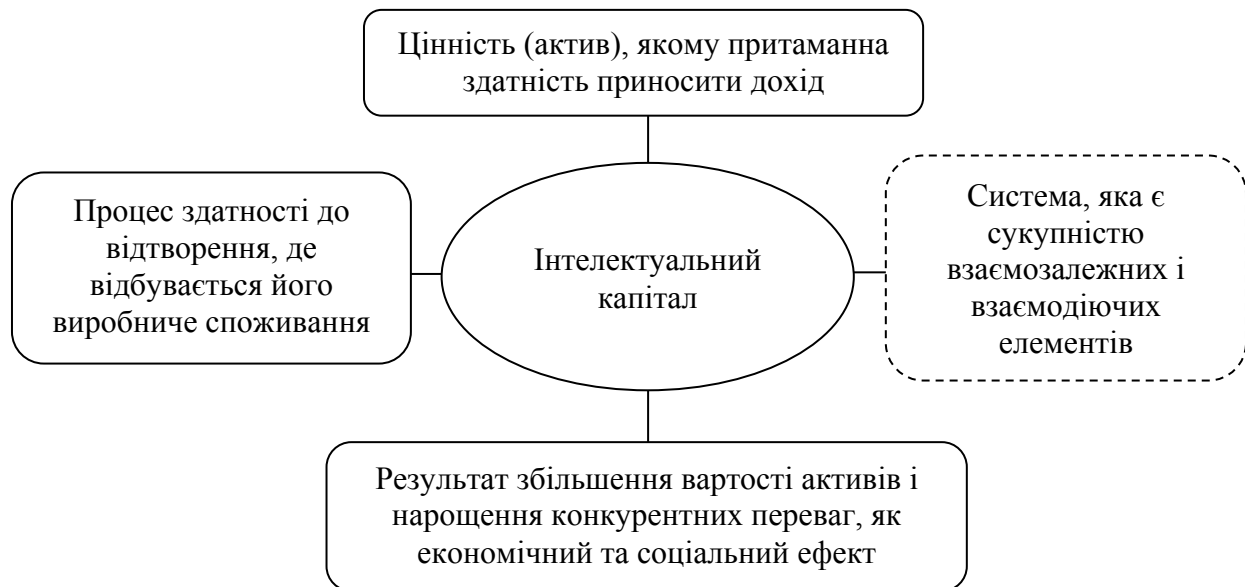 Цінність (актив), якому притаманна
здатність приносити дохід
Процес здатності до
відтворення, де
відбувається його
виробниче споживання
Інтелектуальний
капітал
Система, яка є
сукупністю
взаємозалежних і
взаємодіючих
елементів
Результат збільшення вартості активів і
нарощення конкурентних переваг, як
економічний та соціальний ефект